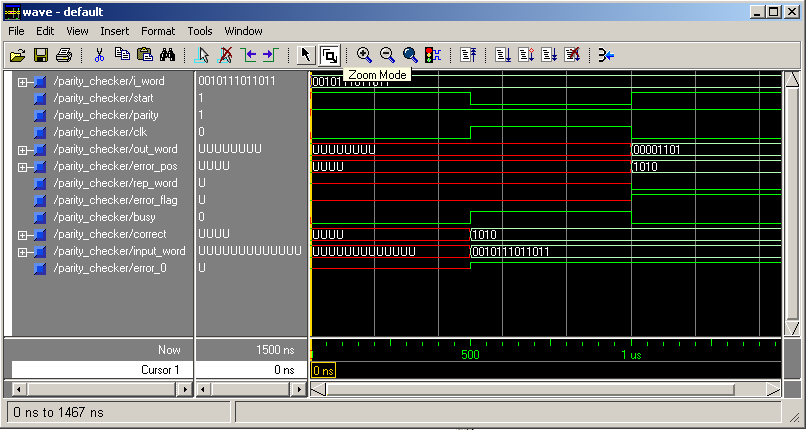 wave - default
File Edit View Insert Format Tools Window
Zoom Mode
/parity_checker/i_word 0010111011011 0010111011011
/parity_checker/start 1
/parity_checker/parity 1
/parity_checker/clk 0
/parity_checker/out_word UUUUUUUU UUUUUUUU 00001101
/parity_checker/error_pos UUUU UUUU 1010
/parity_checker/rep_word U
/parity_checker/error_flag U
/parity_checker/busy 0
/parity_checker/correct UUUU UUUU 1010
/parity_checker/input_word UUUUUUUUUUUUU UUUUUUUUUUUUU 0010111011011
/parity_checker/error_0 U
Now 1500 ns 500 1 us
Cursor 1 0 ns 0 ns
0 ns to 1467 ns